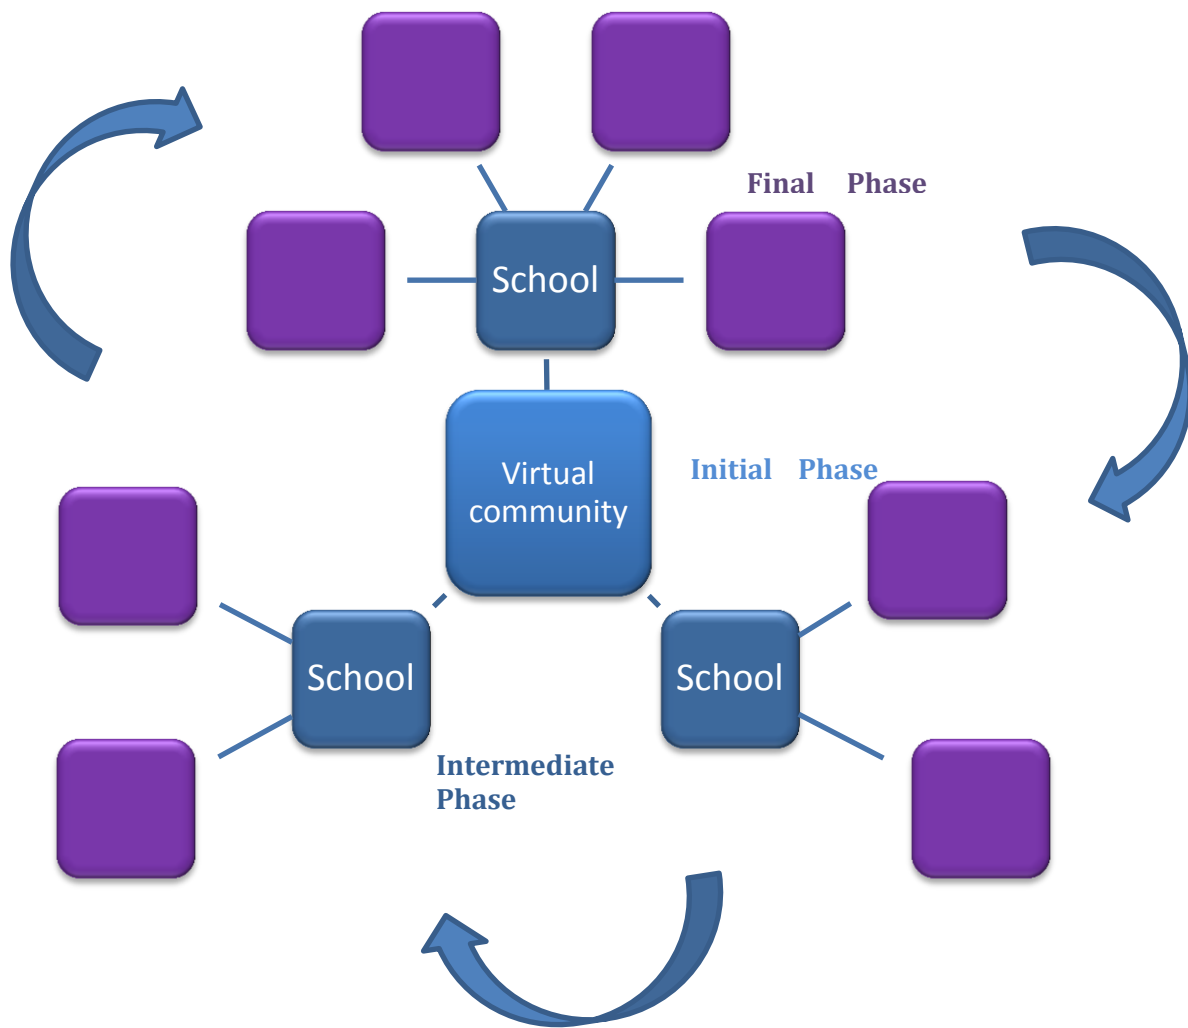 Final Phase
School
Initial Phase
Virtual
community
School
School
Intermediate
Phase